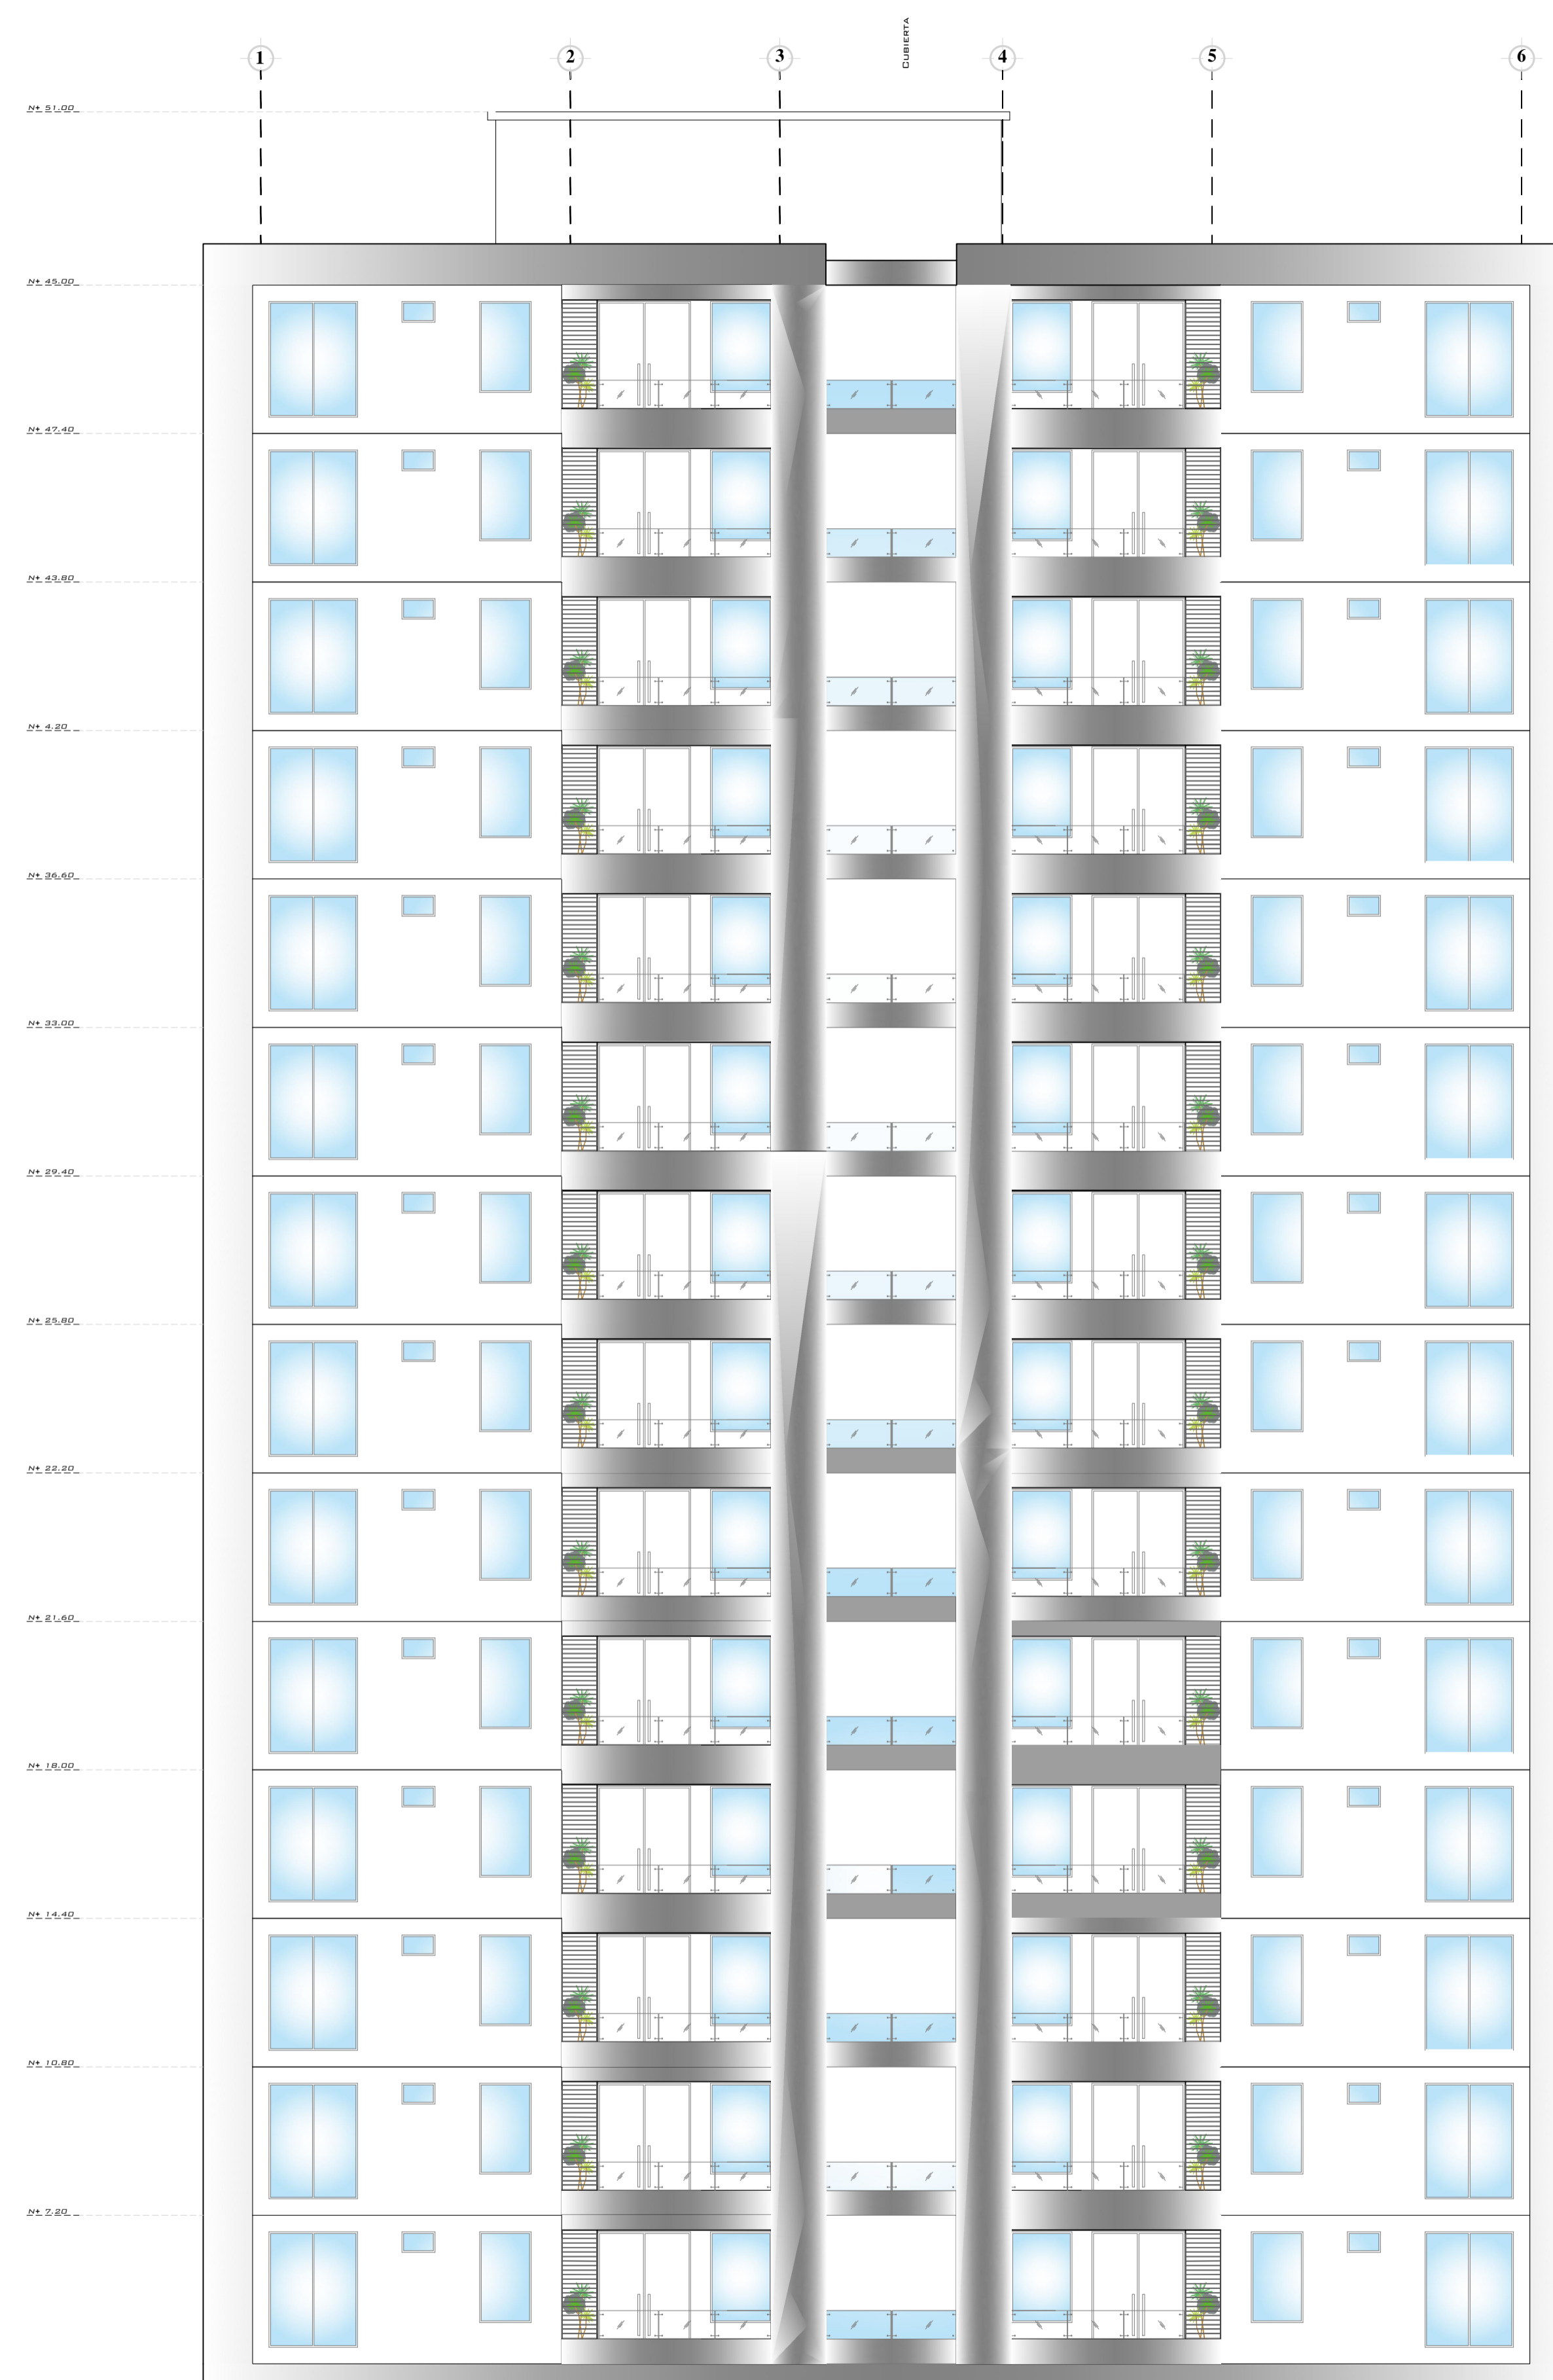 CUBIERTA
1 2 3 4 5 6
N+ 51.00
N+ 45.00
N+ 47.40
N+ 43.80
N+ 4.20
N+ 36.60
N+ 33.00
N+ 29.40
N+ 25.80
N+ 22.20
N+ 21.60
N+ 18.00
N+ 14.40
N+ 10.80
N+ 7.20